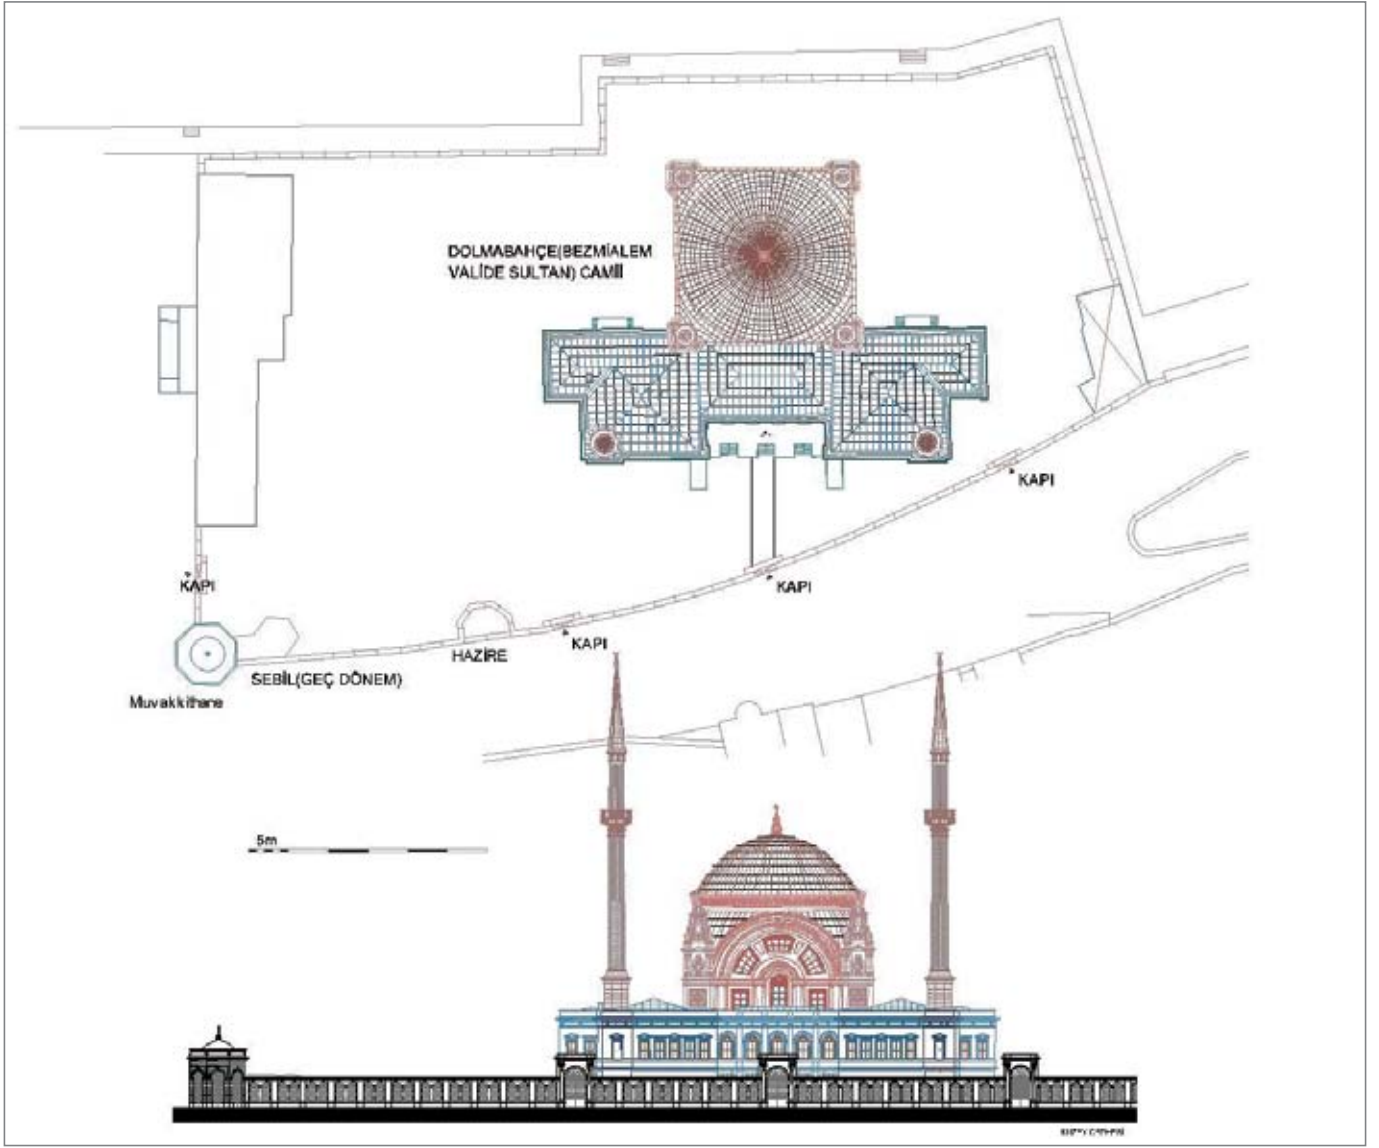 DOLMABAHÇE(BEZMİALEM
VALİDE SULTAN) CAMİİ
KAPI
KAPI
KAPI
KAPI
HAZİRE
SEBİL(GEÇ DÖNEM)
Muvakkithane
5m